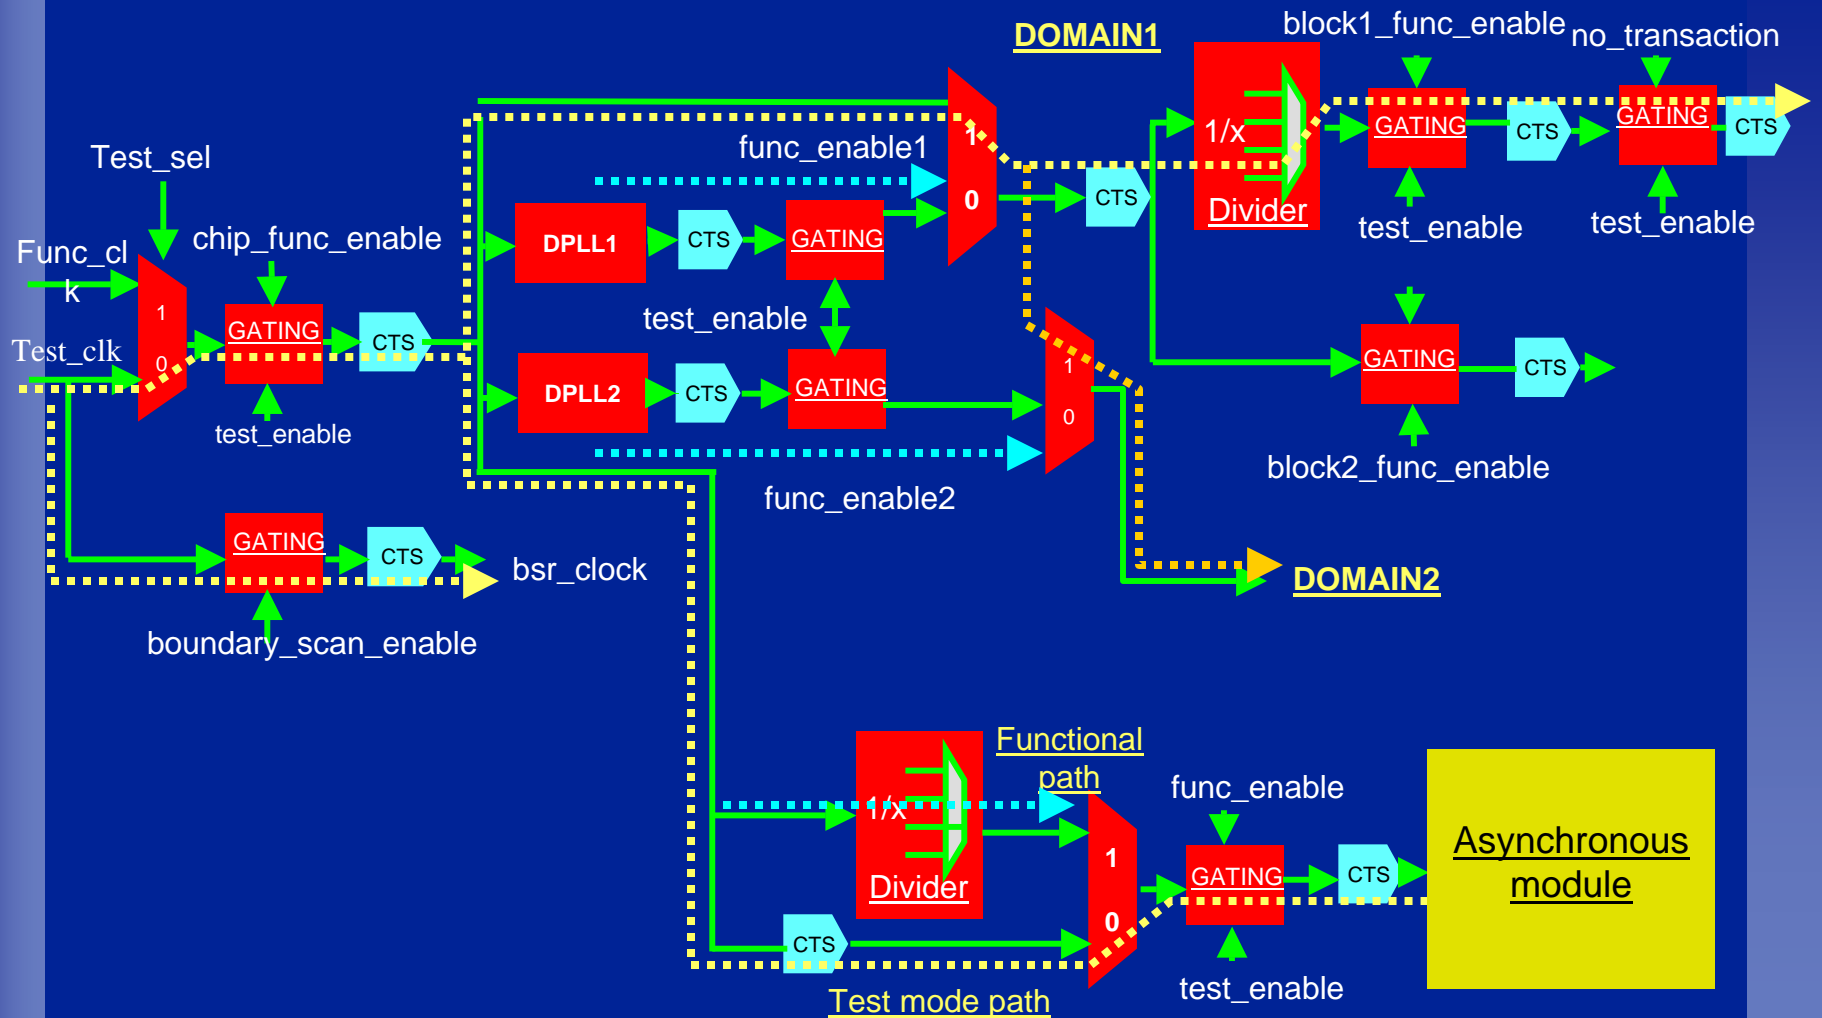 DOMAIN1
block1_func_enable
no_transaction
Test_sel
func_enable1
1
0
1/x
Divider
GATING
CTS
GATING
CTS
test_enable
test_enable
Func_cl
k
chip_func_enable
DPLL1
CTS
GATING
CTS
1
0
GATING
CTS
test_enable
Test_clk
test_enable
DPLL2
CTS
GATING
1
0
GATING
CTS
func_enable2
block2_func_enable
GATING
CTS
bsr_clock
DOMAIN2
boundary_scan_enable
Functional
path
1/x
Divider
func_enable
1
0
GATING
CTS
Asynchronous
module
CTS
test_enable
Test mode path